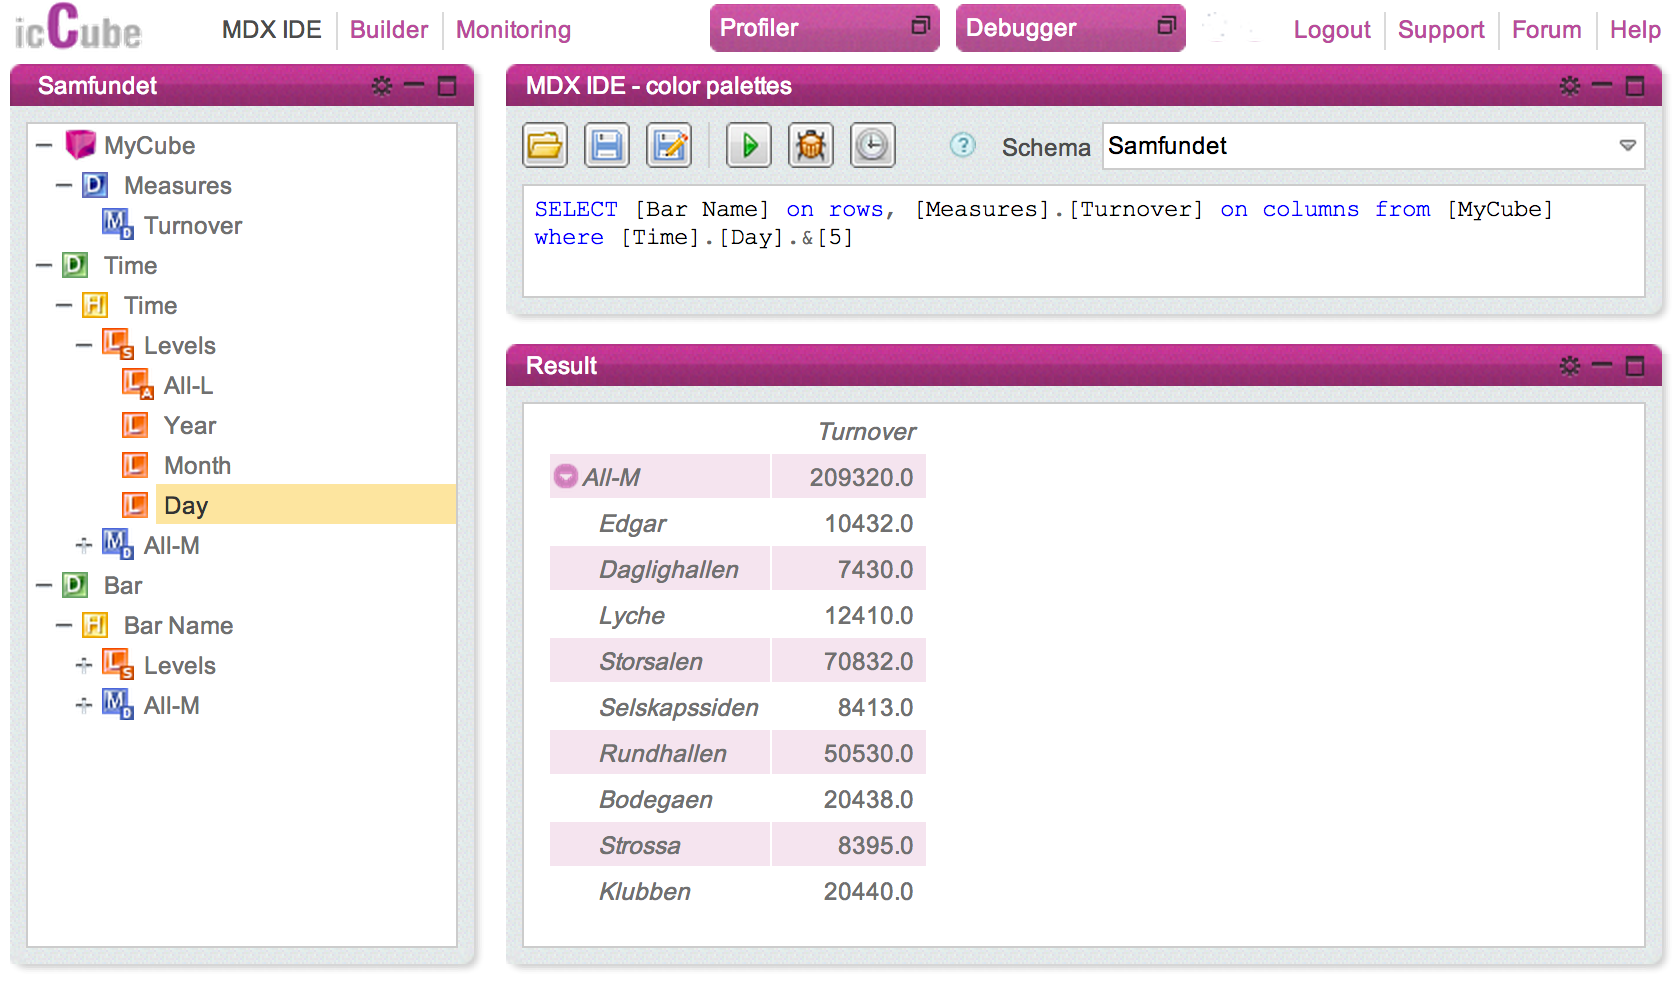 icCube MDX IDE Builder Monitoring Profiler Debugger Logout Support Forum Help
Samfundet
MyCube
Measures
Turnover
Time
Time
Levels
All-L
Year
Month
Day
All-M
Bar
Bar Name
Levels
All-M
MDX IDE - color palettes
Schema Samfundet
SELECT [Bar Name] on rows, [Measures].[Turnover] on columns from [MyCube]
where [Time].[Day].&[5]
Result
Turnover
All-M 209320.0
Edgar 10432.0
Daglighallen 7430.0
Lyche 12410.0
Storsalen 70832.0
Selskapssiden 8413.0
Rundhallen 50530.0
Bodegaen 20438.0
Strossa 8395.0
Klubben 20440.0